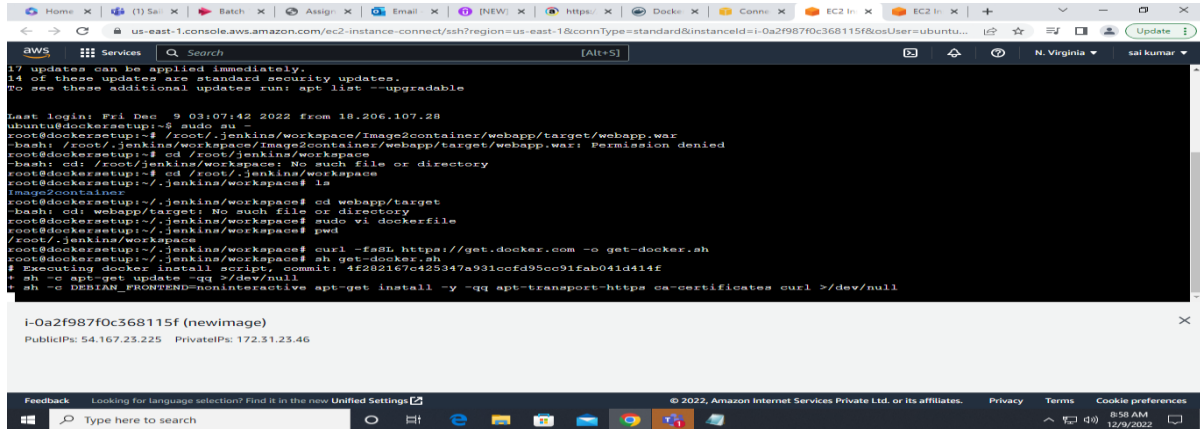 Home (1) Sai Batch Assign Email [NEW] https:/ Docke Conne EC2 In EC2 In
us-east-1.console.aws.amazon.com/ec2-instance-connect/ssh?region=us-east-1&connType=standard&instanceId=i-0a2f987f0c368115f&osUser=ubuntu... Update
aws Services Search [Alt+S] N. Virginia sai kumar
17 updates can be applied immediately.
14 of these updates are standard security updates.
To see these additional updates run: apt list --upgradable
Last login: Fri Dec  9 03:07:42 2022 from 18.206.107.28
ubuntu@dockersetup:~$ sudo su -
root@dockersetup:~# /root/.jenkins/workspace/Image2container/webapp/target/webapp.war
-bash: /root/.jenkins/workspace/Image2container/webapp/target/webapp.war: Permission denied
root@dockersetup:~# cd /root/jenkins/workspace
-bash: cd: /root/jenkins/workspace: No such file or directory
root@dockersetup:~# cd /root/.jenkins/workspace
root@dockersetup:~/.jenkins/workspace# ls
Image2container
root@dockersetup:~/.jenkins/workspace# cd webapp/target
-bash: cd: webapp/target: No such file or directory
root@dockersetup:~/.jenkins/workspace# sudo vi dockerfile
root@dockersetup:~/.jenkins/workspace# pwd
/root/.jenkins/workspace
root@dockersetup:~/.jenkins/workspace# curl -fsSL https://get.docker.com -o get-docker.sh
root@dockersetup:~/.jenkins/workspace# sh get-docker.sh
# Executing docker install script, commit: 4f282167c425347a931ccfd95cc91fab041d414f
+ sh -c apt-get update -qq >/dev/null
+ sh -c DEBIAN_FRONTEND=noninteractive apt-get install -y -qq apt-transport-https ca-certificates curl >/dev/null
i-0a2f987f0c368115f (newimage)
PublicIPs: 54.167.23.225 PrivateIPs: 172.31.23.46
Feedback Looking for language selection? Find it in the new Unified Settings © 2022, Amazon Internet Services Private Ltd. or its affiliates. Privacy Terms Cookie preferences
Type here to search 8:58 AM
12/9/2022